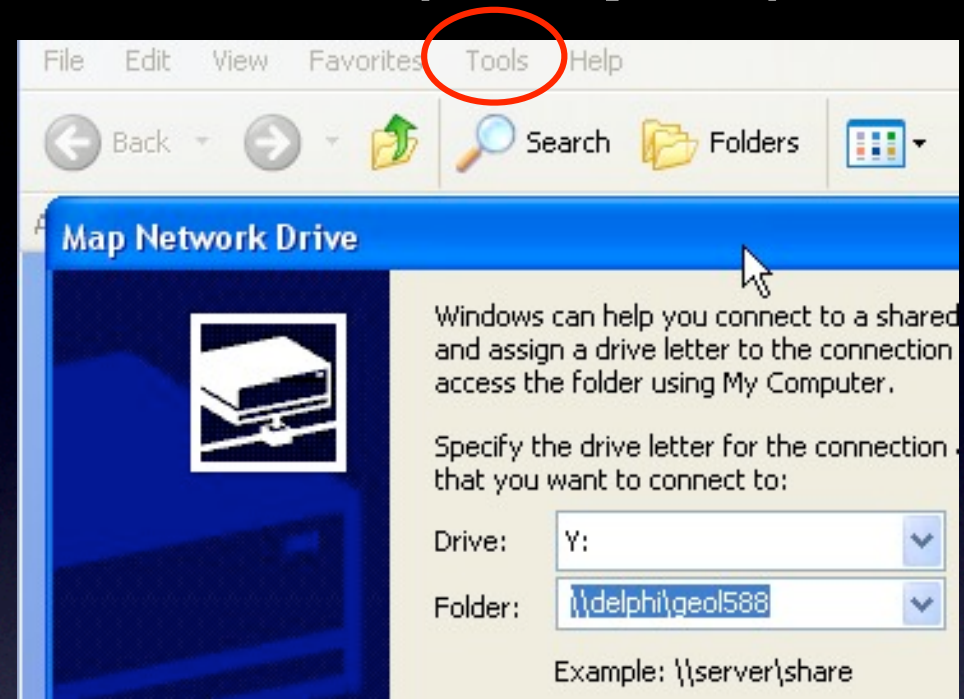 File Edit View Favorites Tools Help
Back Search Folders
Map Network Drive
Windows can help you connect to a shared
and assign a drive letter to the connection
access the folder using My Computer.
Specify the drive letter for the connection
that you want to connect to:
Drive: Y:
Folder: \\delphi\geol588
Example: \\server\share